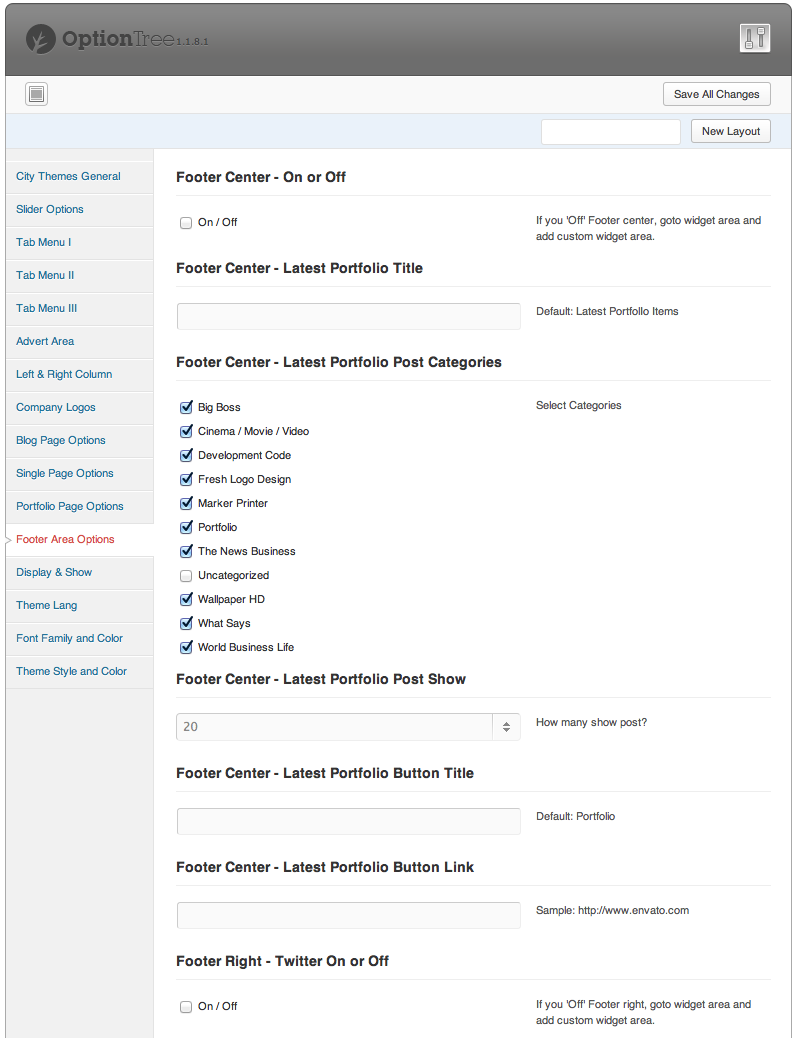 OptionTree 1.1.8.1
Save All Changes
New Layout
City Themes General
Slider Options
Tab Menu I
Tab Menu II
Tab Menu III
Advert Area
Left & Right Column
Company Logos
Blog Page Options
Single Page Options
Portfolio Page Options
Footer Area Options
Display & Show
Theme Lang
Font Family and Color
Theme Style and Color
Footer Center - On or Off
On / Off
If you 'Off' Footer center, goto widget area and
add custom widget area.
Footer Center - Latest Portfolio Title
Default: Latest Portfollo Items
Footer Center - Latest Portfolio Post Categories
Big Boss
Cinema / Movie / Video
Development Code
Fresh Logo Design
Marker Printer
Portfolio
The News Business
Uncategorized
Wallpaper HD
What Says
World Business Life
Select Categories
Footer Center - Latest Portfolio Post Show
20
How many show post?
Footer Center - Latest Portfolio Button Title
Default: Portfolio
Footer Center - Latest Portfolio Button Link
Sample: http://www.envato.com
Footer Right - Twitter On or Off
On / Off
If you 'Off' Footer right, goto widget area and
add custom widget area.